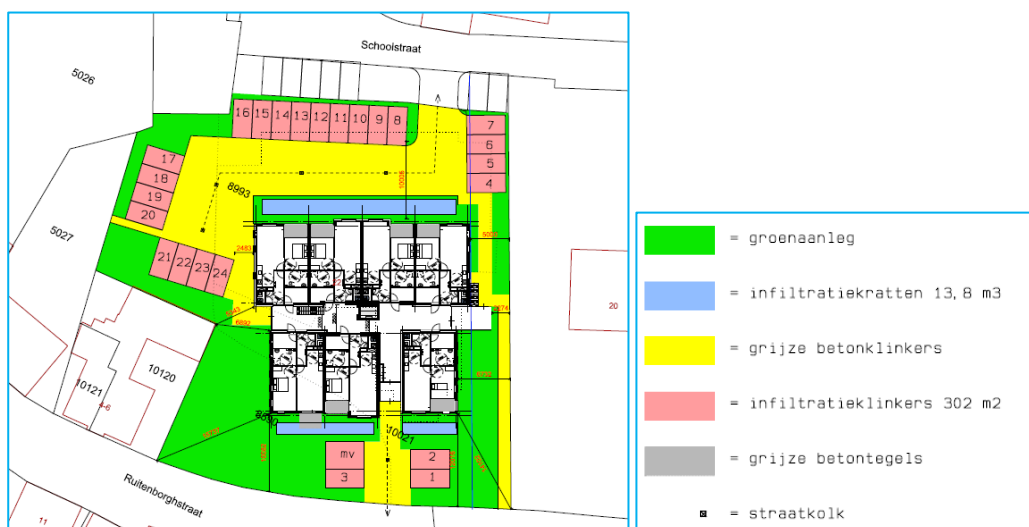 Schoolstraat
5026
16 15 14 13 12 11 10 9 8
7
6
5
4
17
18
19
20
8993
5027
21 22 23 24
2483
20
6892
10120
10121
10021
mv
3
2
1
Ruitenborghstraat
11
= groenaanleg
= infiltratiekratten 13,8 m3
= grijze betonklinkers
= infiltratieklinkers 302 m2
= grijze betontegels
= straatkolk